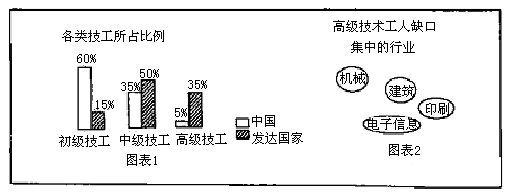 各类技工所占比例
60%
15%
35%
50%
5%
35%
初级技工 中级技工 高级技工
中国
发达国家
图表1
高级技术工人缺口
集中的行业
机械
建筑
印刷
电子信息
图表2